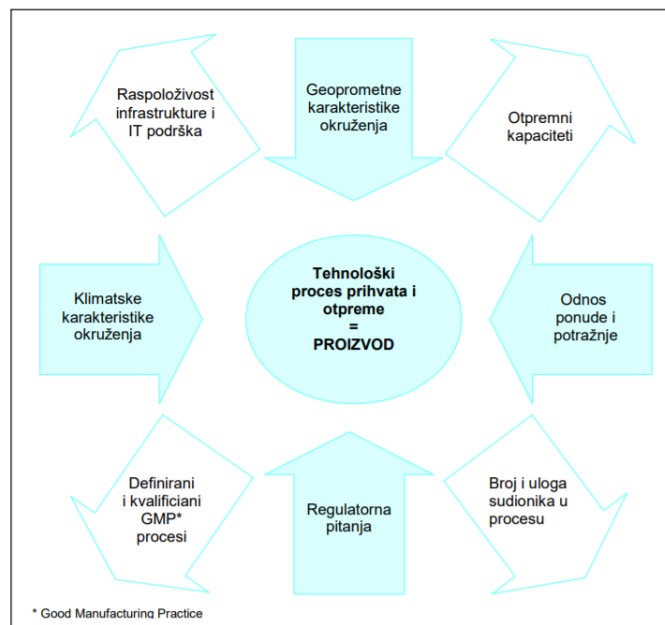 Raspoloživost
infrastrukture i
IT podrška
Geoprometne
karakteristike
okruženja
Otpremni
kapaciteti
Klimatske
karakteristike
okruženja
Tehnološki
proces prihvata i
otpreme
=
PROIZVOD
Odnos
ponude i
potražnje
Definirani
i kvalificiani
GMP*
procesi
Regulatorna
pitanja
Broj i uloga
sudionika u
procesu
* Good Manufacturing Practice